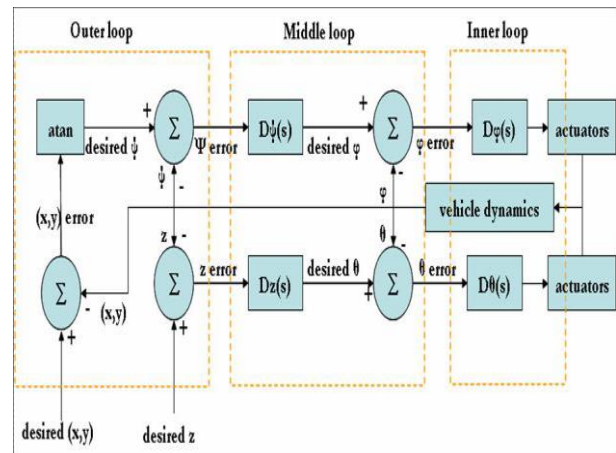 Outer loop
Middle loop
Inner loop
+
+
atan
Σ
Dψ̇(s)
Σ
Dφ(s)
actuators
desired ψ̇
Ψ error
desired φ
φ error
ψ̇
-
-
(x,y) error
φ
vehicle dynamics
z
-
θ
-
Σ
z error
desired θ
θ error
Σ
Dz(s)
Σ
Dθ(s)
actuators
-
(x,y)
+
+
+
desired (x,y)
desired z